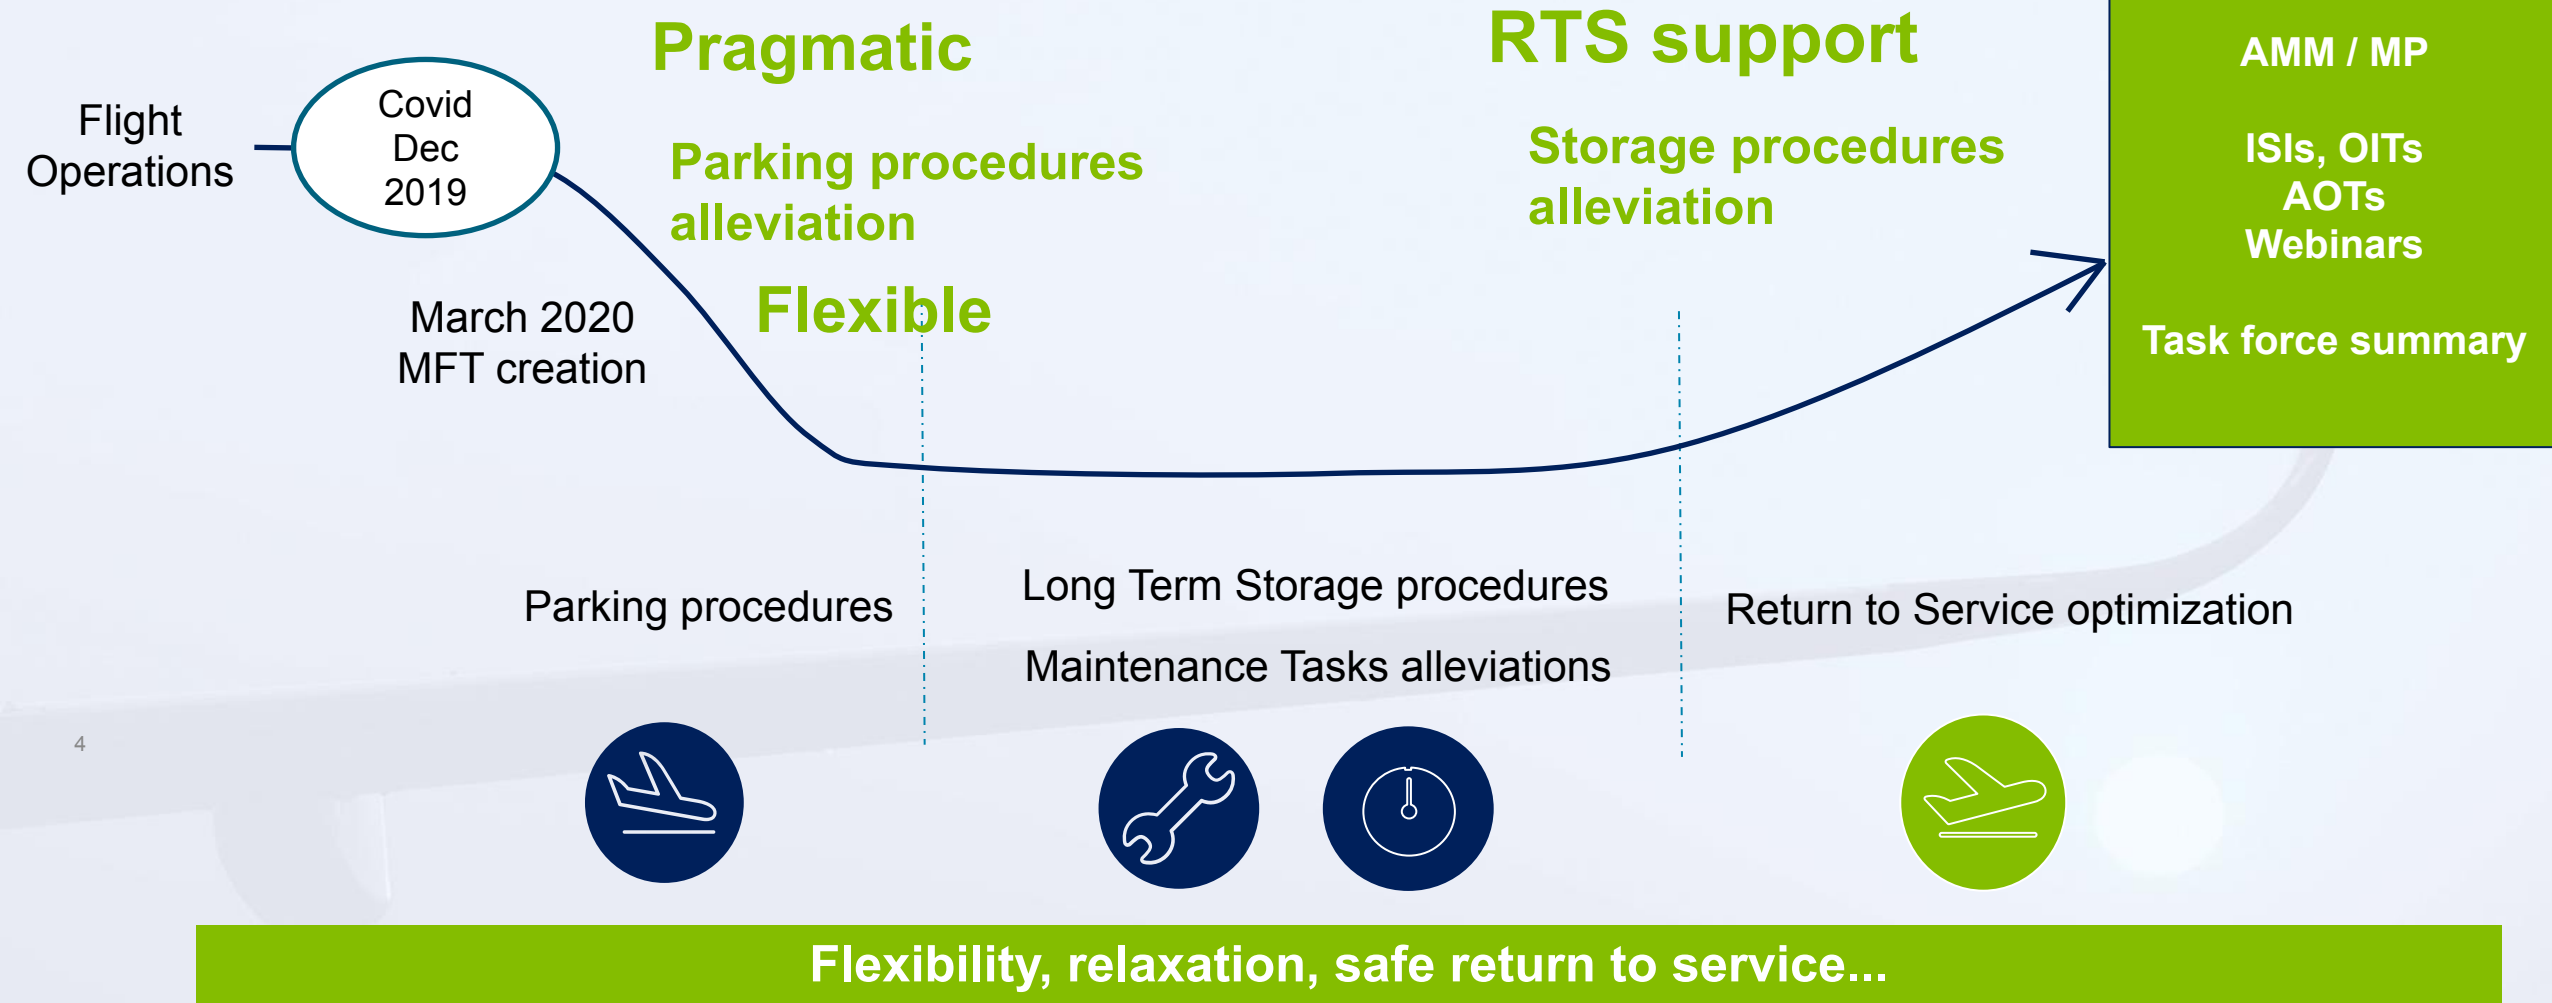 Pragmatic
RTS support
AMM / MP
Flight
Operations
Covid
Dec
2019
Parking procedures
alleviation
Storage procedures
alleviation
ISIs, OITs
AOTs
Webinars
March 2020
MFT creation
Flexible
Task force summary
Parking procedures
Long Term Storage procedures
Maintenance Tasks alleviations
Return to Service optimization
4
Flexibility, relaxation, safe return to service...